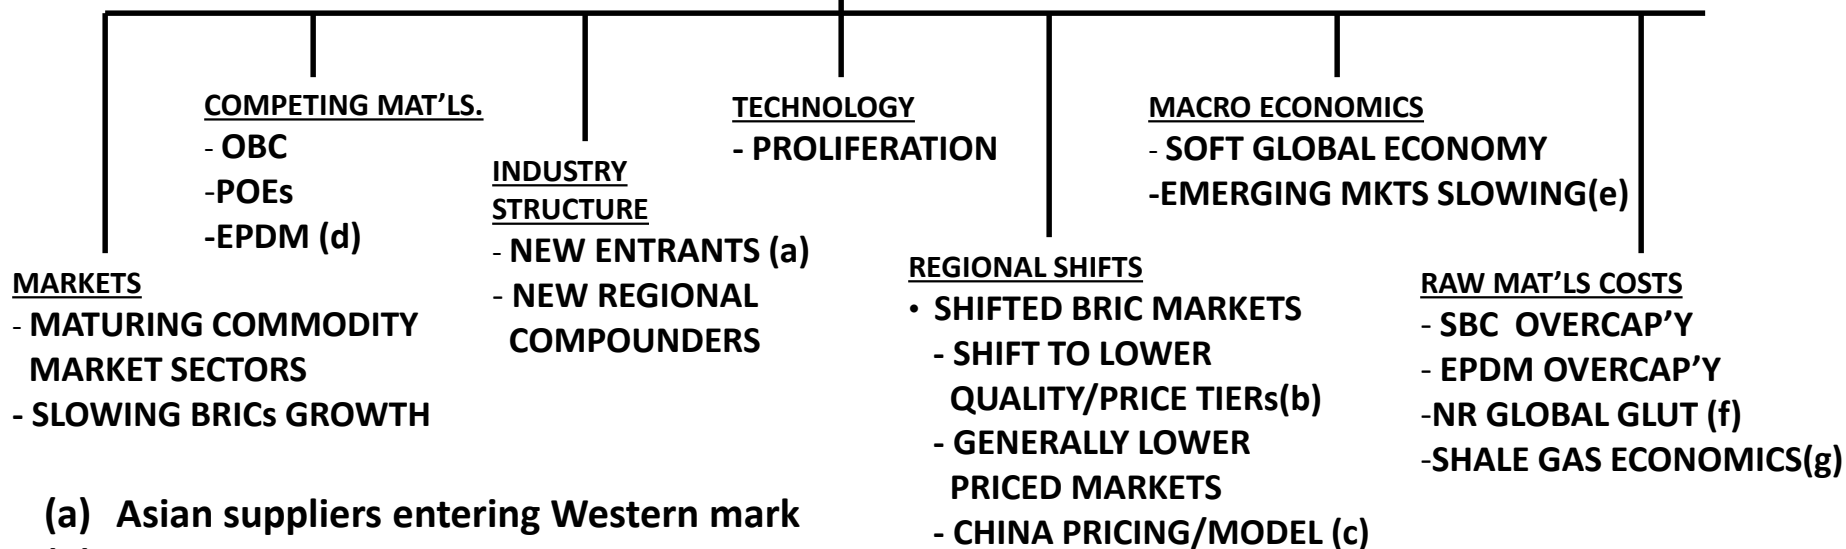 COMPETING MAT'LS.
- OBC
-POEs
-EPDM (d)
TECHNOLOGY
- PROLIFERATION
MACRO ECONOMICS
- SOFT GLOBAL ECONOMY
-EMERGING MKTS SLOWING(e)
INDUSTRY
STRUCTURE
- NEW ENTRANTS (a)
- NEW REGIONAL
COMPOUNDERS
MARKETS
- MATURING COMMODITY
MARKET SECTORS
- SLOWING BRICs GROWTH
REGIONAL SHIFTS
• SHIFTED BRIC MARKETS
- SHIFT TO LOWER
QUALITY/PRICE TIERs(b)
- GENERALLY LOWER
PRICED MARKETS
- CHINA PRICING/MODEL (c)
RAW MAT'LS COSTS
- SBC OVERCAP'Y
- EPDM OVERCAP'Y
-NR GLOBAL GLUT (f)
-SHALE GAS ECONOMICS(g)
(a) Asian suppliers entering Western mark